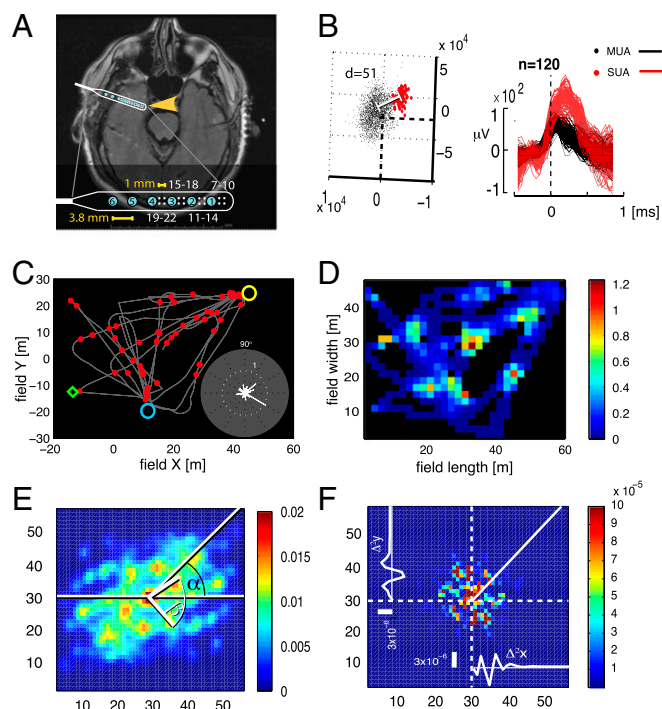 A
1 mm 15-18 7-10
6 5 4 3 2 1
3.8 mm 19-22 11-14
B
x 10^4
d=51
5
0
-5
1 0 -1
x 10^4
n=120
MUA
SUA
x 10^2
1
μV
0
-1
0 1 [ms]
C
field Y [m]
30
20
10
0
-10
-20
-30
-20 0 20 40 60
field X [m]
90°
1
D
field width [m]
40
30
20
10
20 40 60
field length [m]
1.2
1
0.8
0.6
0.4
0.2
0
E
50
40
30
20
10
10 20 30 40 50
α
β
0.02
0.015
0.01
0.005
0
F
50
40
30
20
10
10 20 30 40 50
Δ²y
3x10^-6
3x10^-6
Δ²x
x 10^-5
10
9
8
7
6
5
4
3
2
1